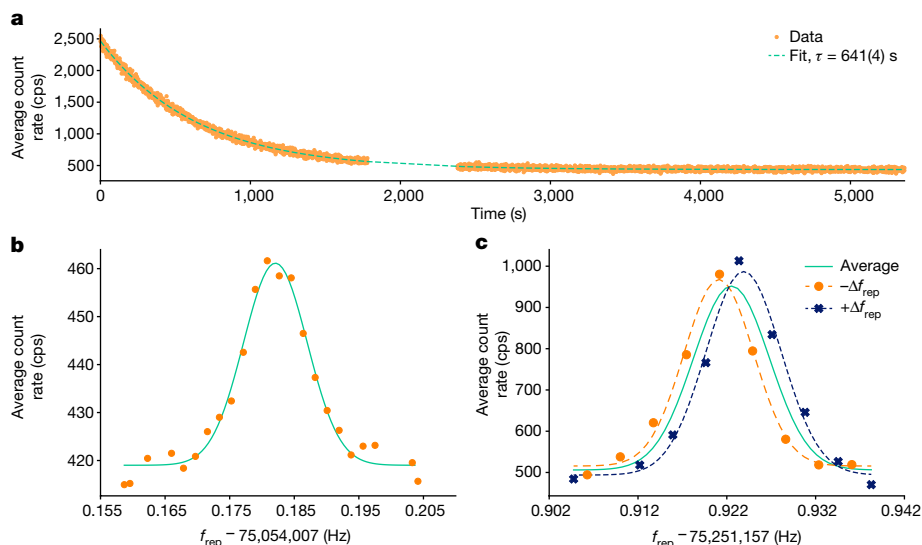 a
Average count
rate (cps)
2,500
2,000
1,500
1,000
500
0
1,000
2,000
3,000
4,000
5,000
Time (s)
Data
Fit, τ = 641(4) s
b
Average count
rate (cps)
460
450
440
430
420
0.155
0.165
0.175
0.185
0.195
0.205
f_rep − 75,054,007 (Hz)
c
Average count
rate (cps)
1,000
900
800
700
600
500
0.902
0.912
0.922
0.932
0.942
f_rep − 75,251,157 (Hz)
Average
−Δf_rep
+Δf_rep